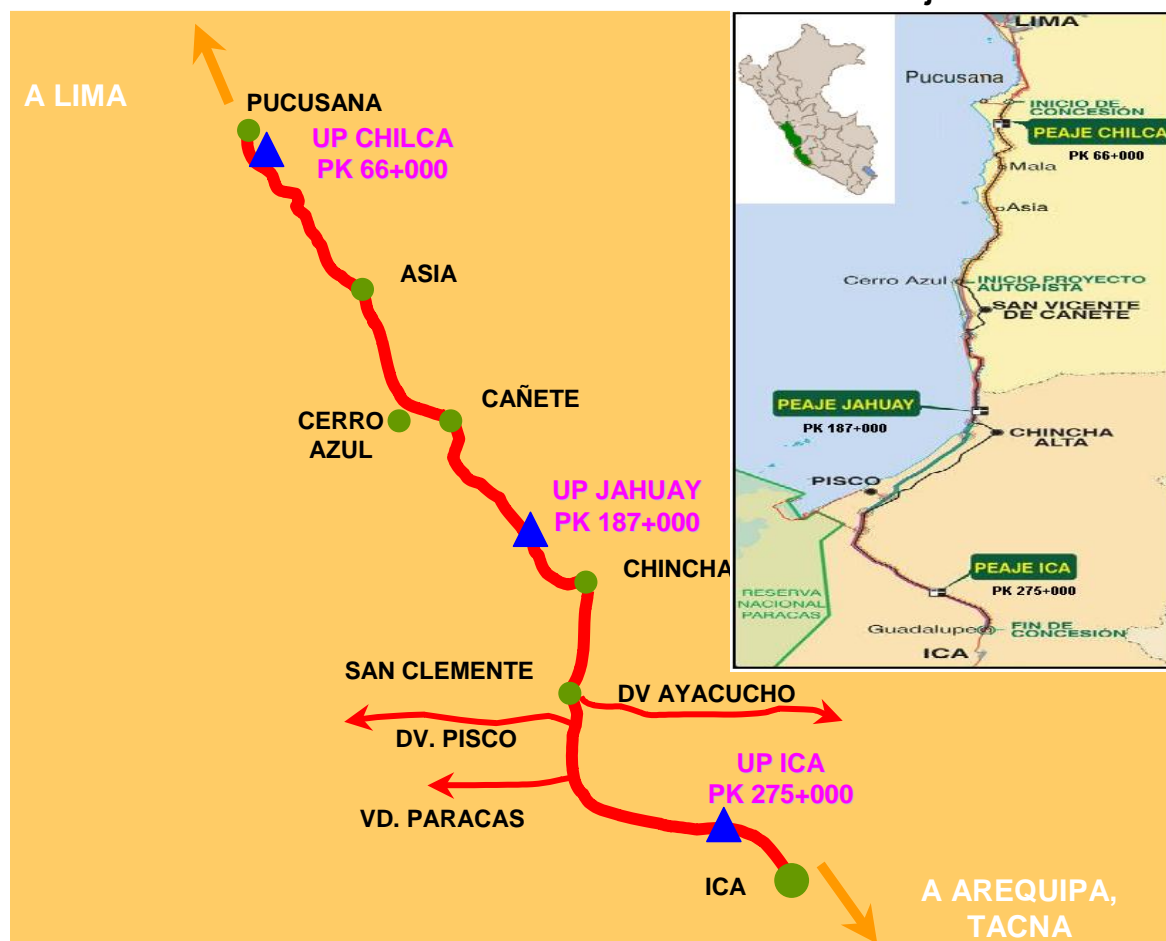 A LIMA
PUCUSANA
UP CHILCA
PK 66+000
ASIA
CAÑETE
CERRO
AZUL
UP JAHUAY
PK 187+000
CHINCHA
SAN CLEMENTE
DV AYACUCHO
DV. PISCO
VD. PARACAS
UP ICA
PK 275+000
ICA
A AREQUIPA,
TACNA
LIMA
Pucusana
INICIO DE
CONCESIÓN
PEAJE CHILCA
PK 66+000
Mala
Asia
Cerro Azul
INICIO PROYECTO
AUTOPISTA
SAN VICENTE
DE CAÑETE
PEAJE JAHUAY
PK 187+000
CHINCHA
ALTA
PISCO
PEAJE ICA
PK 275+000
RESERVA
NACIONAL
PARACAS
Guadalupe
FIN DE
CONCESIÓN
ICA